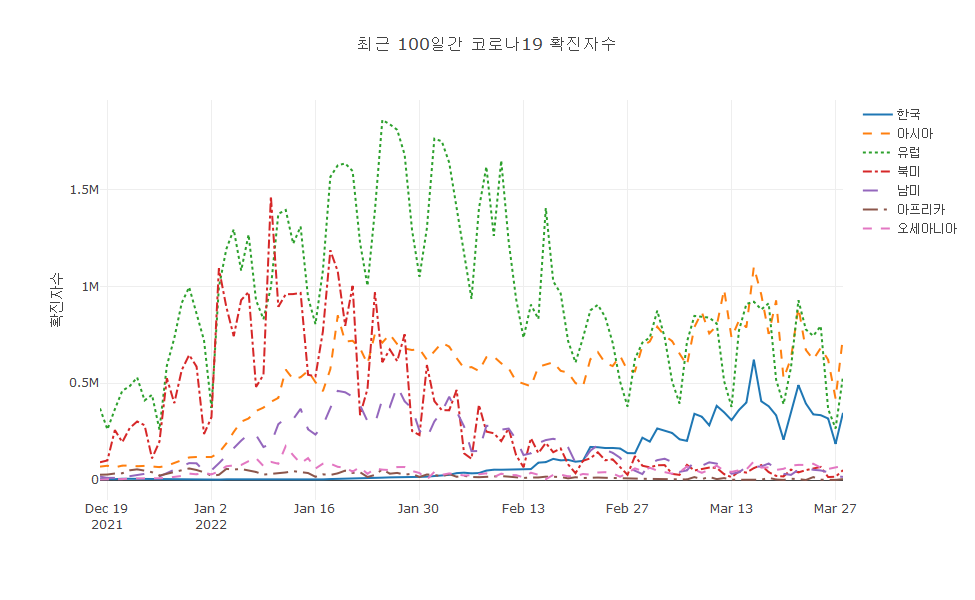 최근 100일간 코로나19 확진자수
한국
아시아
유럽
북미
남미
아프리카
오세아니아
확진자수
1.5M
1M
0.5M
0
Dec 19
2021
Jan 2
2022
Jan 16
Jan 30
Feb 13
Feb 27
Mar 13
Mar 27